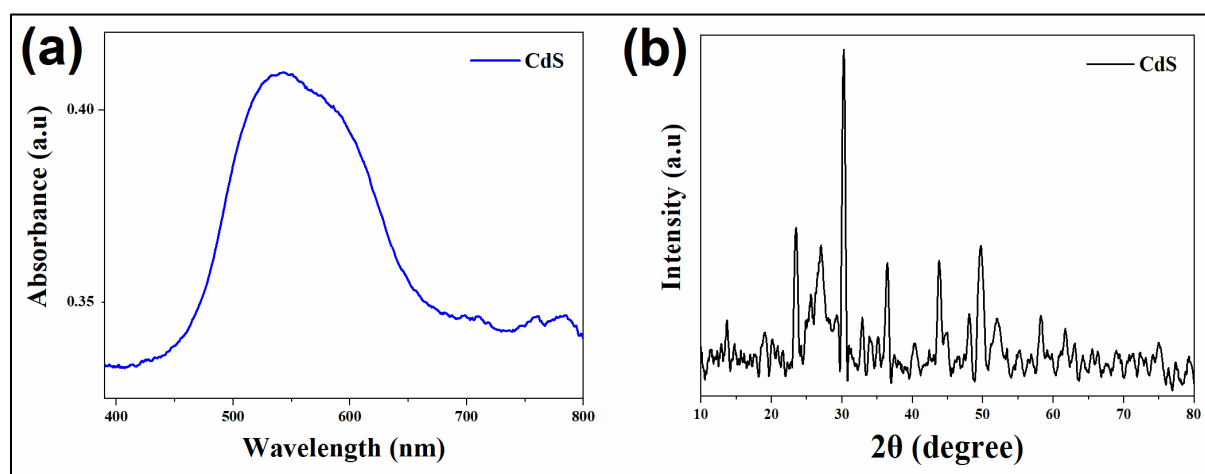 (a)
CdS
Absorbance (a.u)
0.40
0.35
400
500
600
700
800
Wavelength (nm)
(b)
CdS
Intensity (a.u)
10
20
30
40
50
60
70
80
2θ (degree)